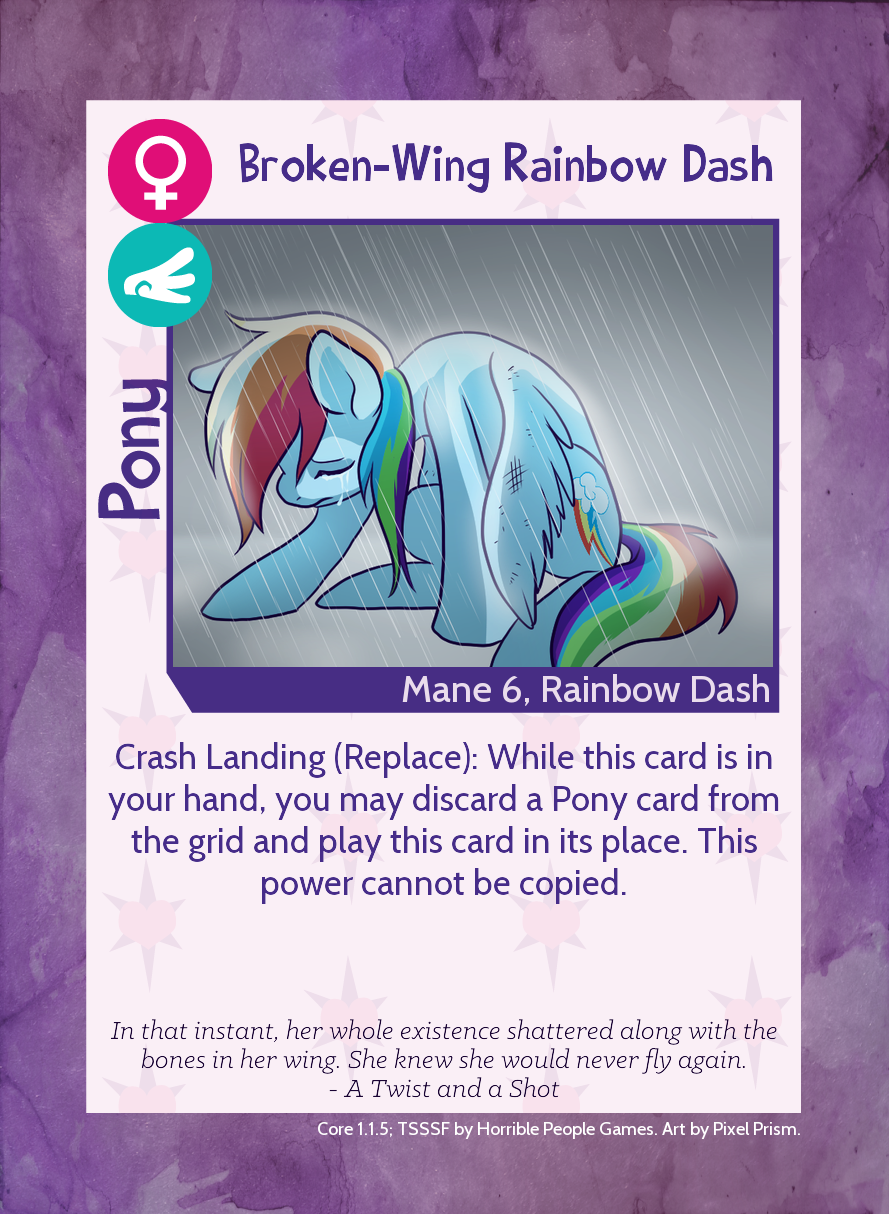 Broken-Wing Rainbow Dash
Pony
Mane 6, Rainbow Dash
Crash Landing (Replace): While this card is in
your hand, you may discard a Pony card from
the grid and play this card in its place. This
power cannot be copied.
In that instant, her whole existence shattered along with the
bones in her wing. She knew she would never fly again.
- A Twist and a Shot
Core 1.1.5; TSSSF by Horrible People Games. Art by Pixel Prism.